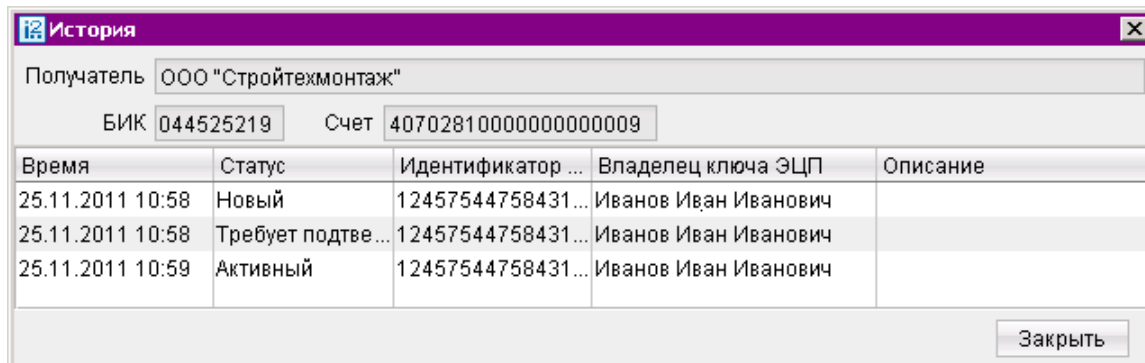 i2 История
Получатель ООО "Стройтехмонтаж"
БИК 044525219 Счет 40702810000000000009
Время Статус Идентификатор ... Владелец ключа ЭЦП Описание
25.11.2011 10:58 Новый 12457544758431... Иванов Иван Иванович
25.11.2011 10:58 Требует подтве... 12457544758431... Иванов Иван Иванович
25.11.2011 10:59 Активный 12457544758431... Иванов Иван Иванович
Закрыть